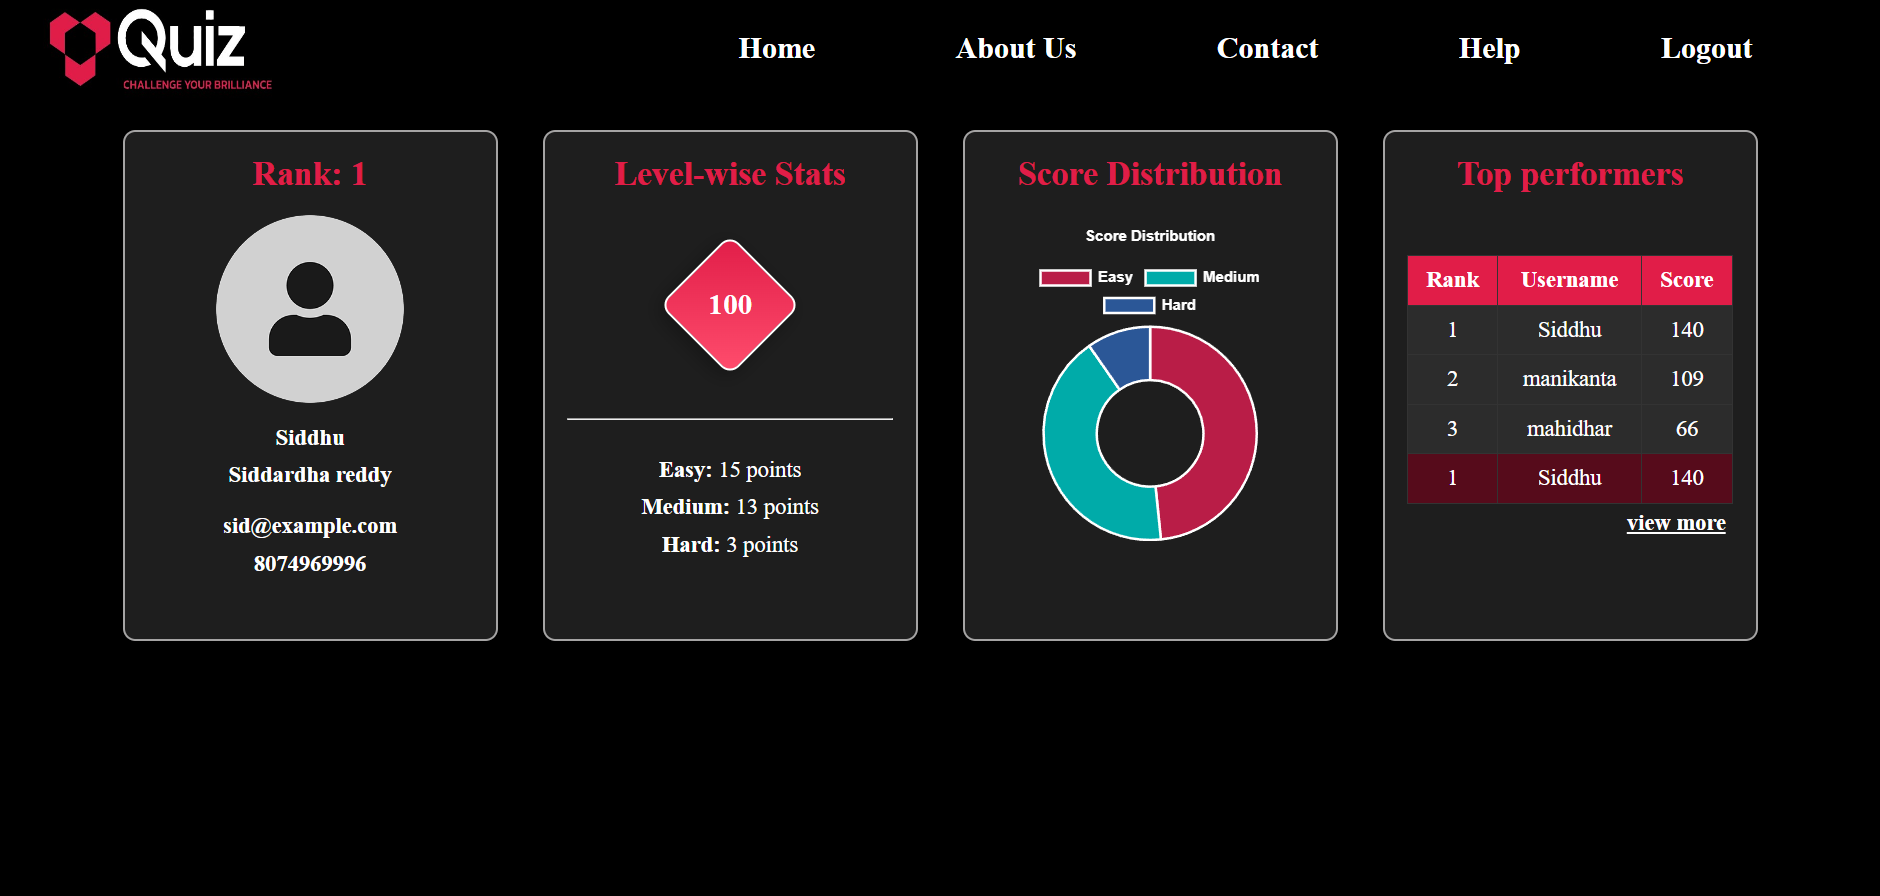 Quiz
CHALLENGE YOUR BRILLIANCE
Home About Us Contact Help Logout
Rank: 1
Siddhu
Siddardha reddy
sid@example.com
8074969996
Level-wise Stats
100
Easy: 15 points
Medium: 13 points
Hard: 3 points
Score Distribution
Score Distribution
Easy Medium
Hard
Top performers
Rank Username Score
1 Siddhu 140
2 manikanta 109
3 mahidhar 66
1 Siddhu 140
view more